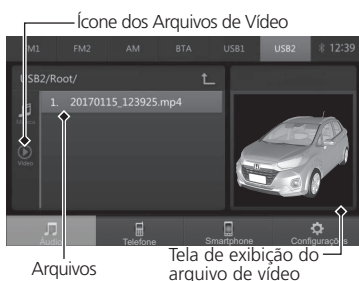 Ícone dos Arquivos de Vídeo
FM1 FM2 AM BTA USB1 USB2 12:39
USB2/Root/
1. 20170115_123925.mp4
Música
Vídeo
Áudio Telefone Smartphone Configurações
Arquivos
Tela de exibição do
arquivo de vídeo